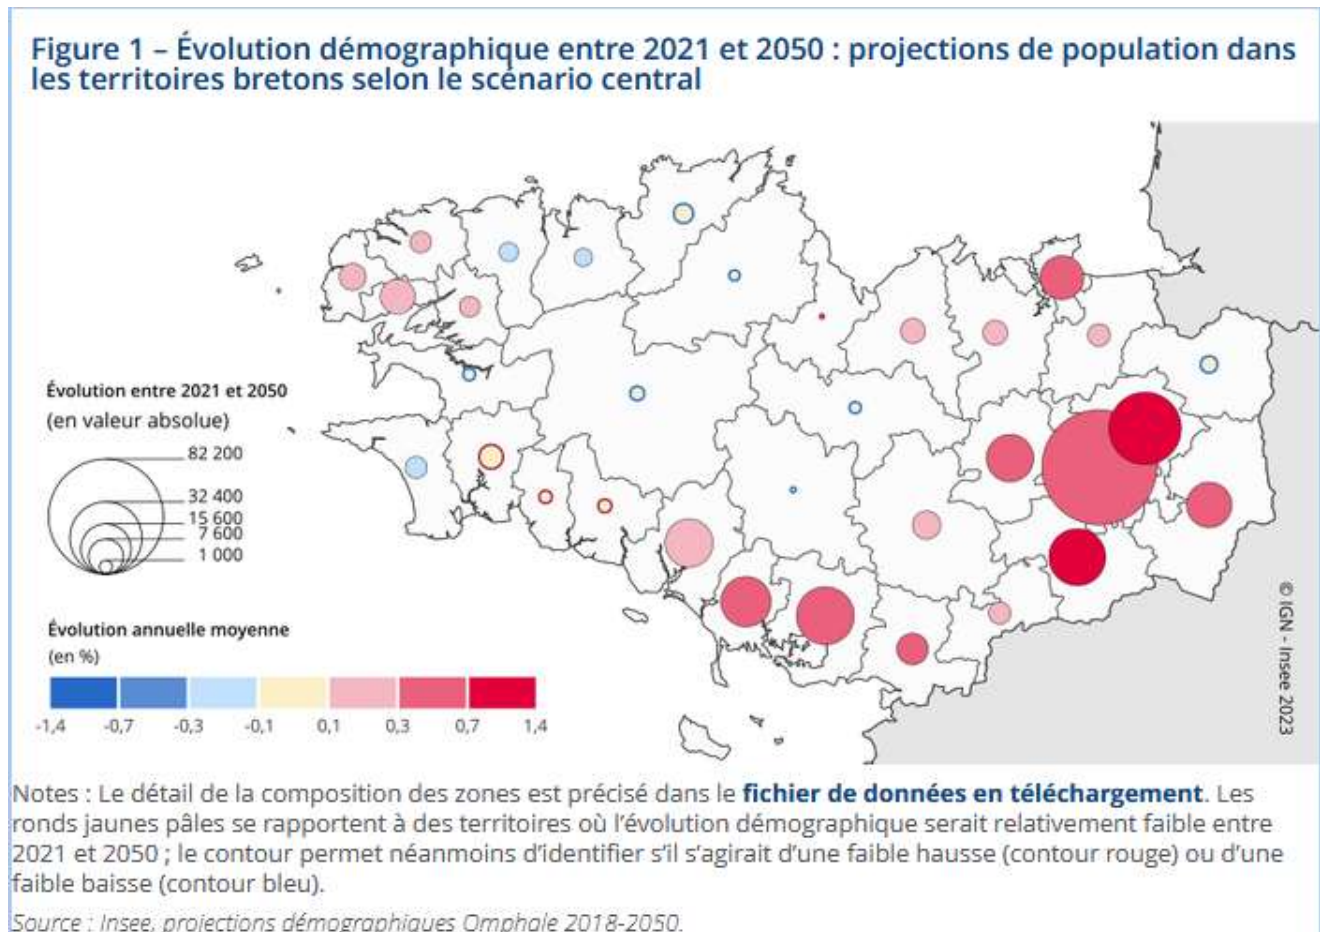 Figure 1 – Évolution démographique entre 2021 et 2050 : projections de population dans
les territoires bretons selon le scénario central
Évolution entre 2021 et 2050
(en valeur absolue)
82 200
32 400
15 600
7 600
1 000
Évolution annuelle moyenne
(en %)
-1,4 -0,7 -0,3 -0,1 0,1 0,3 0,7 1,4
© IGN - Insee 2023
Notes : Le détail de la composition des zones est précisé dans le fichier de données en téléchargement. Les
ronds jaunes pâles se rapportent à des territoires où l’évolution démographique serait relativement faible entre
2021 et 2050 ; le contour permet néanmoins d’identifier s’il s’agirait d’une faible hausse (contour rouge) ou d’une
faible baisse (contour bleu).
Source : Insee, projections démographiques Omphale 2018-2050.